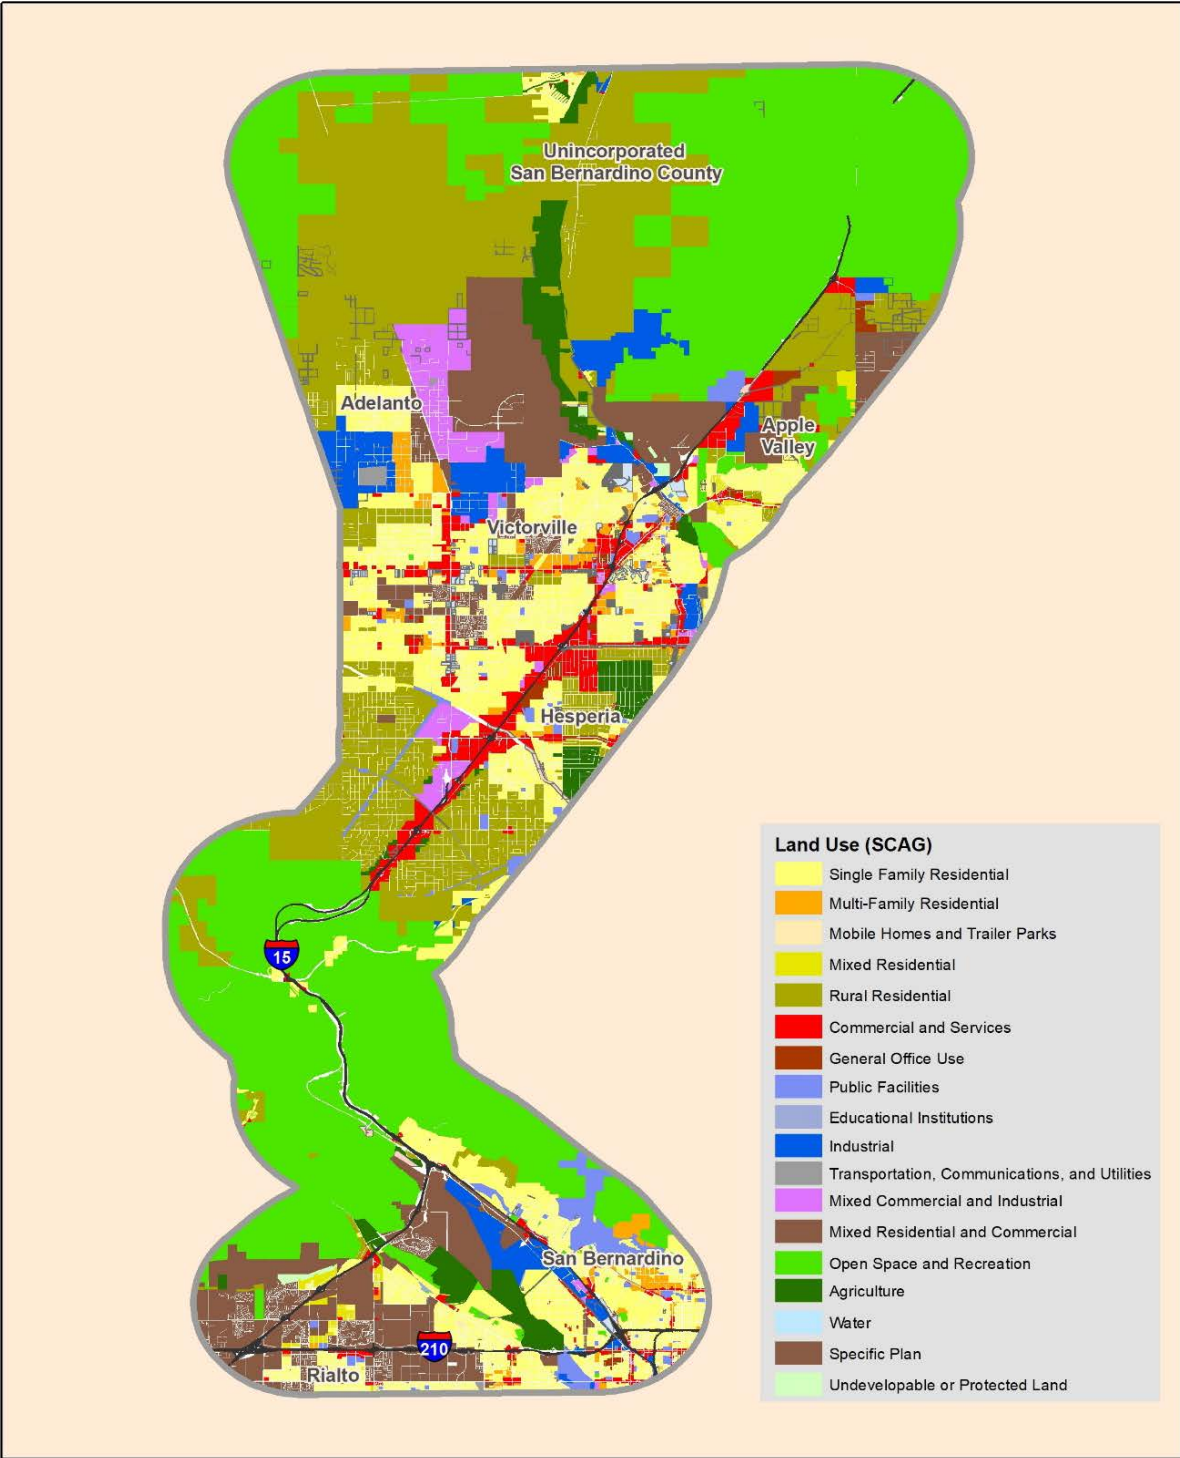 Unincorporated
San Bernardino County
Adelanto
Apple
Valley
Victorville
Hesperia
15
San Bernardino
210
Rialto
Land Use (SCAG)
Single Family Residential
Multi-Family Residential
Mobile Homes and Trailer Parks
Mixed Residential
Rural Residential
Commercial and Services
General Office Use
Public Facilities
Educational Institutions
Industrial
Transportation, Communications, and Utilities
Mixed Commercial and Industrial
Mixed Residential and Commercial
Open Space and Recreation
Agriculture
Water
Specific Plan
Undevelopable or Protected Land